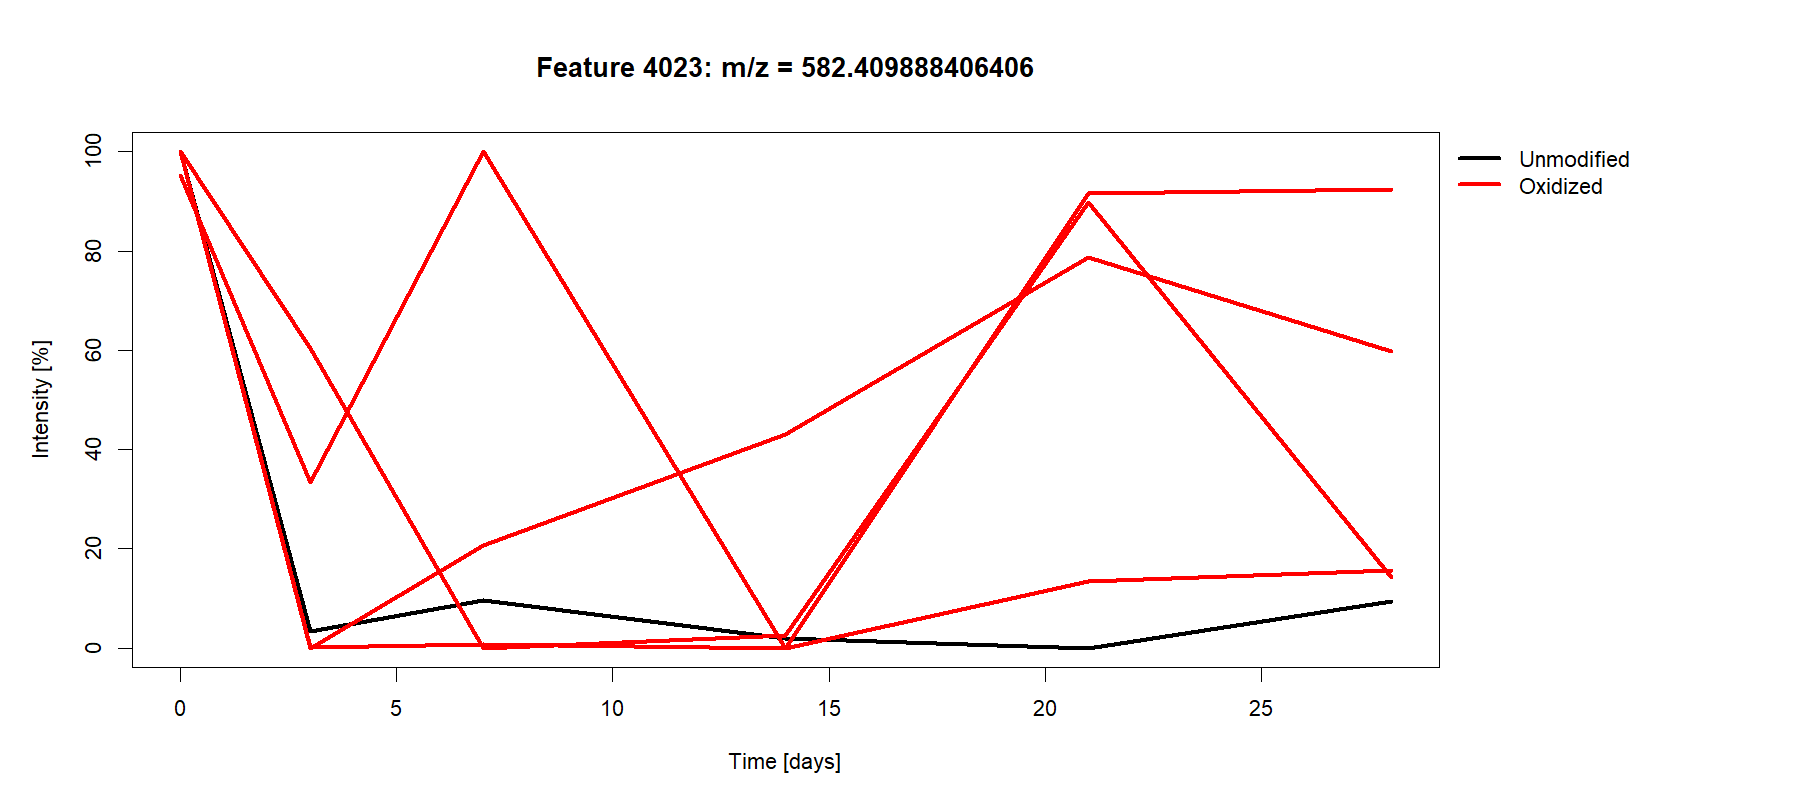 Feature 4023: m/z = 582.409888406406
100
80
60
40
20
0
Intensity [%]
0 5 10 15 20 25
Time [days]
Unmodified
Oxidized